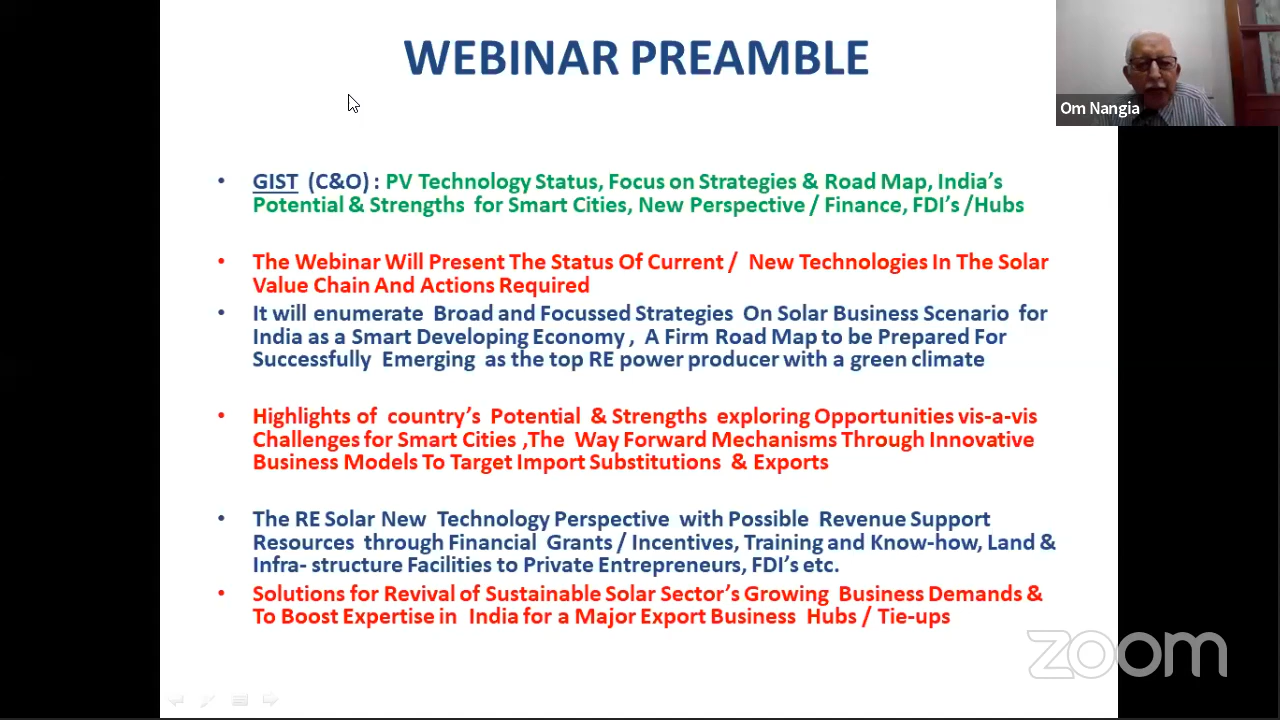 WEBINAR PREAMBLE
Om Nangia
• GIST (C&O) : PV Technology Status, Focus on Strategies & Road Map, India's
Potential & Strengths for Smart Cities, New Perspective / Finance, FDI's /Hubs
• The Webinar Will Present The Status Of Current / New Technologies In The Solar
Value Chain And Actions Required
• It will enumerate Broad and Focussed Strategies On Solar Business Scenario for
India as a Smart Developing Economy , A Firm Road Map to be Prepared For
Successfully Emerging as the top RE power producer with a green climate
• Highlights of country's Potential & Strengths exploring Opportunities vis-a-vis
Challenges for Smart Cities ,The Way Forward Mechanisms Through Innovative
Business Models To Target Import Substitutions & Exports
• The RE Solar New Technology Perspective with Possible Revenue Support
Resources through Financial Grants / Incentives, Training and Know-how, Land &
Infra- structure Facilities to Private Entrepreneurs, FDI's etc.
• Solutions for Revival of Sustainable Solar Sector's Growing Business Demands &
To Boost Expertise in India for a Major Export Business Hubs / Tie-ups
zoom